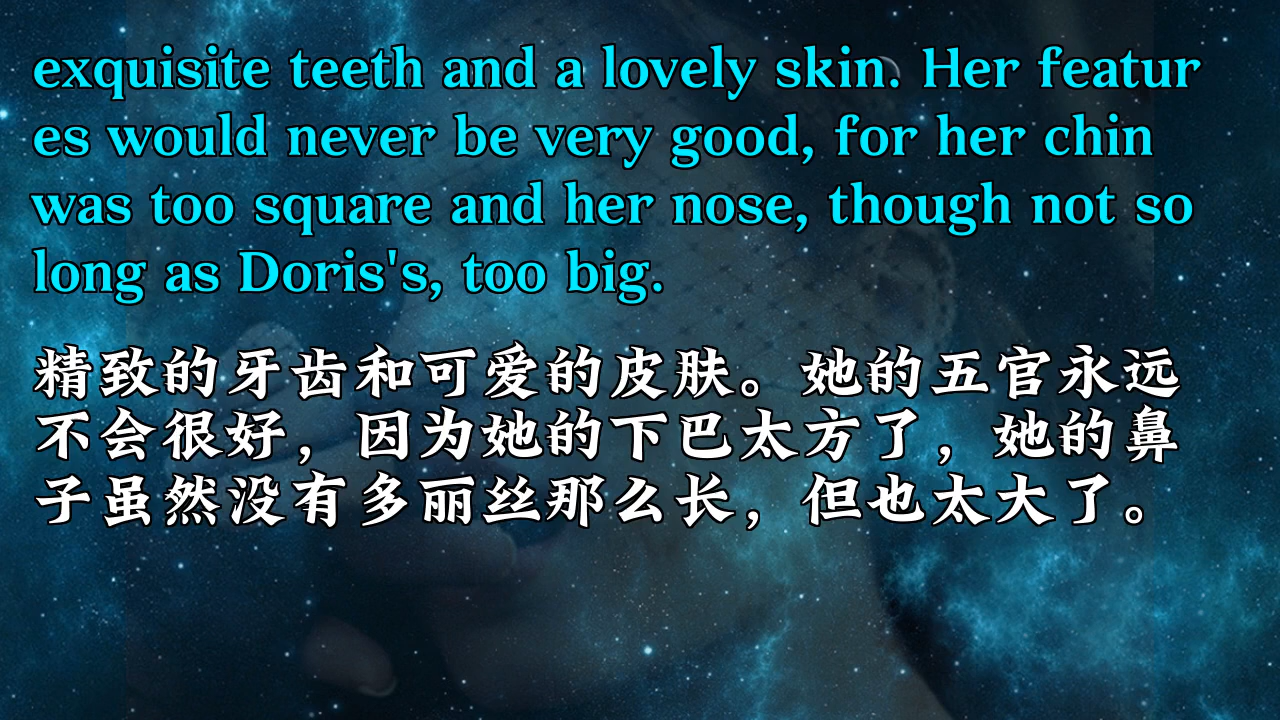 exquisite teeth and a lovely skin. Her featur
es would never be very good, for her chin
was too square and her nose, though not so
long as Doris's, too big.
精致的牙齿和可爱的皮肤。她的五官永远
不会很好，因为她的下巴太方了，她的鼻
子虽然没有多丽丝那么长，但也太大了。